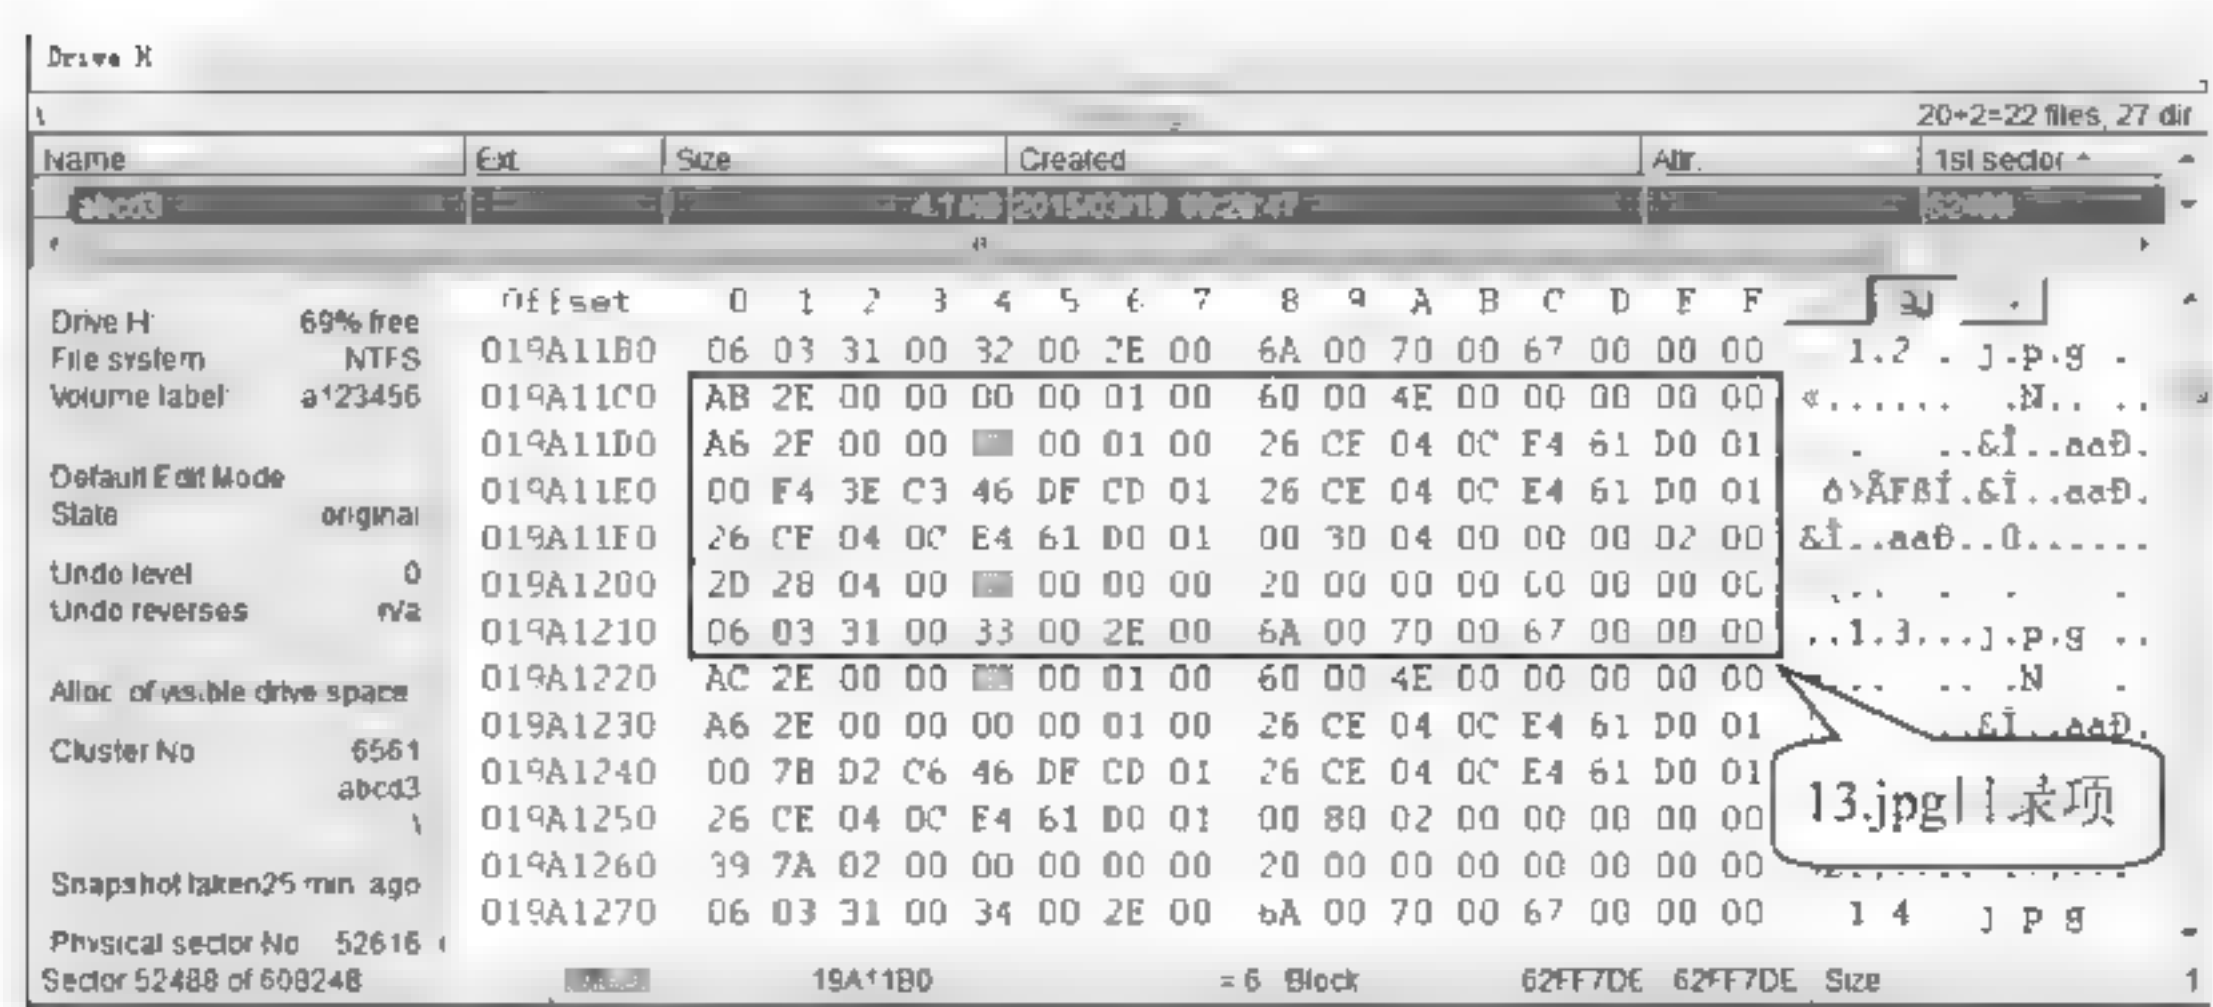 Drive H
\ 20+2=22 files, 27 dir
Name Ext. Size Created Attr. 1st sector
abcd3 2015/03/19 52488
Offset 0 1 2 3 4 5 6 7 8 9 A B C D E F
Drive H: 69% free
File system NTFS
Volume label: a123456
Default Edit Mode
State original
Undo level 0
Undo reverses n/a
Alloc. of visible drive space
Cluster No 6561
abcd3
\
Snapshot taken 25 min. ago
Physical sector No 52616
019A11B0 06 03 31 00 32 00 2E 00 6A 00 70 00 67 00 00 00 1.2 . j.p.g .
019A11C0 AB 2E 00 00 00 00 01 00 60 00 4E 00 00 00 00 00
019A11D0 A6 2E 00 00 00 01 00 26 CE 04 0C E4 61 D0 01
019A11E0 00 F4 3E C3 46 DF CD 01 26 CE 04 0C E4 61 D0 01
019A11F0 26 CE 04 0C E4 61 D0 01 00 30 04 00 00 00 02 00
019A1200 2D 28 04 00 00 00 00 20 00 00 00 00 00 00 00
019A1210 06 03 31 00 33 00 2E 00 6A 00 70 00 67 00 00 00 ..1.3...j.p.g ..
019A1220 AC 2E 00 00 00 01 00 60 00 4E 00 00 00 00 00
019A1230 A6 2E 00 00 00 00 01 00 26 CE 04 0C E4 61 D0 01
019A1240 00 7B D2 C6 46 DF CD 01 26 CE 04 0C E4 61 D0 01
019A1250 26 CE 04 0C E4 61 D0 01 00 80 02 00 00 00 00 00
019A1260 39 7A 02 00 00 00 00 00 20 00 00 00 00 00 00 00
019A1270 06 03 31 00 34 00 2E 00 6A 00 70 00 67 00 00 00 1 4 j p g
13.jpg目录项
Sector 52488 of 608248 19A11B0 = 6 Block 62FF7DE 62FF7DE Size 1